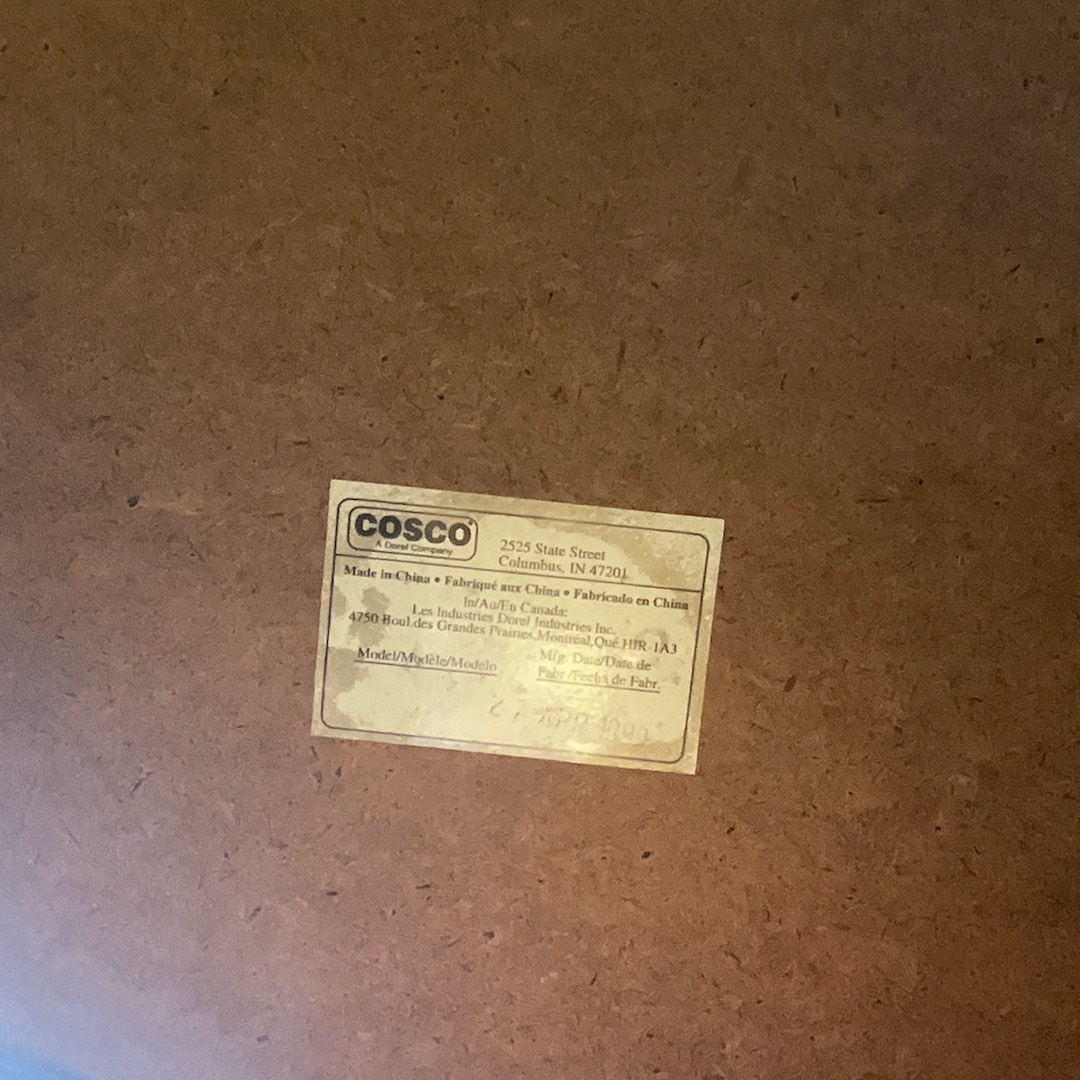 COSCO
A Dorel Company
2525 State Street
Columbus, IN 47201
Made in China • Fabriqué aux China • Fabricado en China
In/Au/En Canada:
Les Industries Dorel Industries Inc.
4750 Boul.des Grandes Prairies,Montréal,Qué.H1R-1A3
Model/Modèle/Modelo
Mfg. Date/Date de
Fabr./Fecha de Fabr.